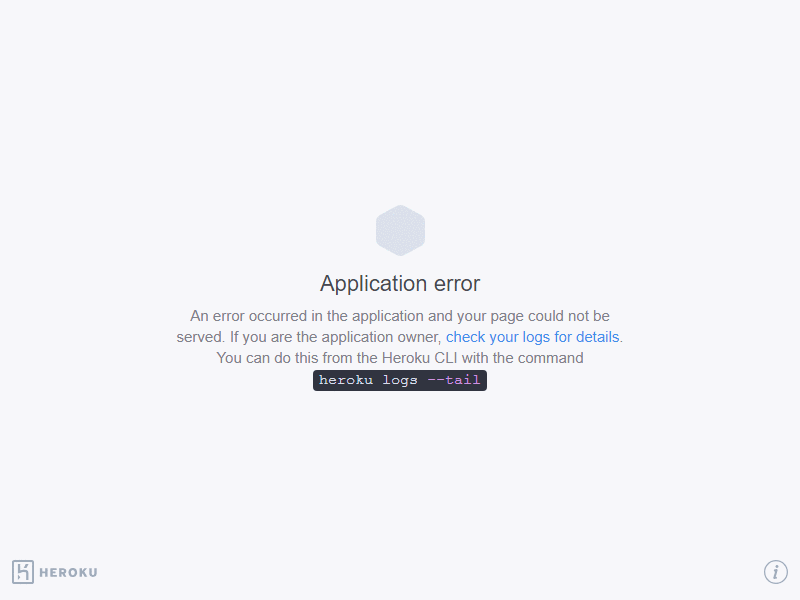 Application error
An error occurred in the application and your page could not be
served. If you are the application owner, check your logs for details.
You can do this from the Heroku CLI with the command
heroku logs --tail
HEROKU
i